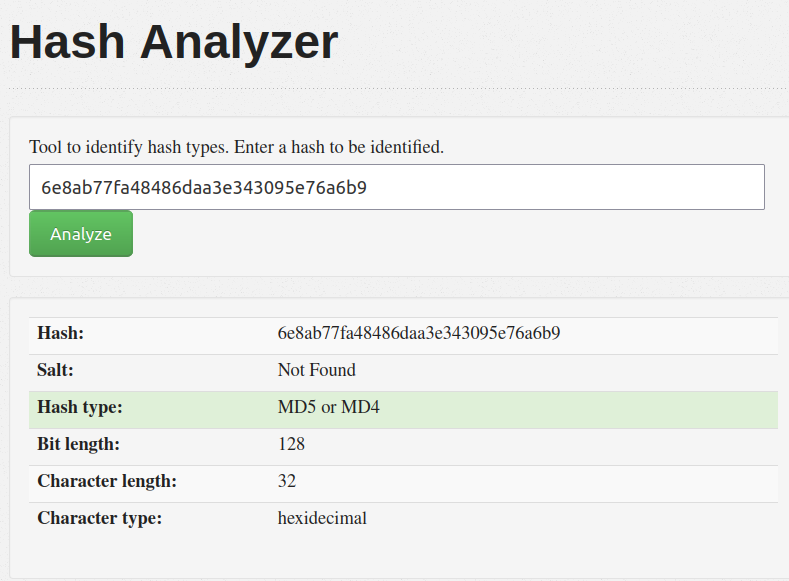 Hash Analyzer
Tool to identify hash types. Enter a hash to be identified.
6e8ab77fa48486daa3e343095e76a6b9
Analyze
Hash: 6e8ab77fa48486daa3e343095e76a6b9
Salt: Not Found
Hash type: MD5 or MD4
Bit length: 128
Character length: 32
Character type: hexidecimal